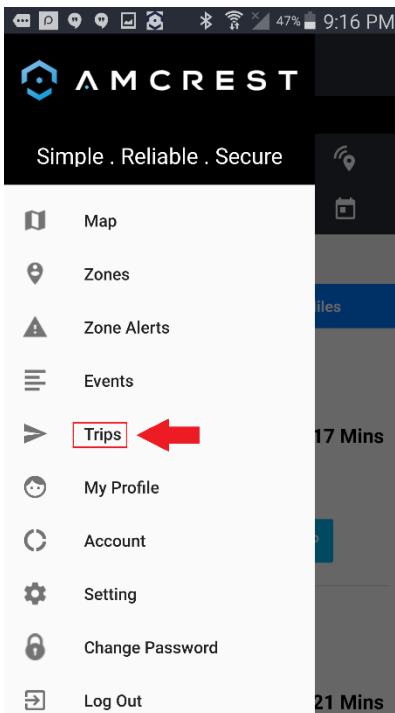 47% 9:16 PM
AMCREST
Simple . Reliable . Secure
Map
Zones
Zone Alerts
iles
Events
Trips
17 Mins
My Profile
Account
Setting
Change Password
Log Out
21 Mins